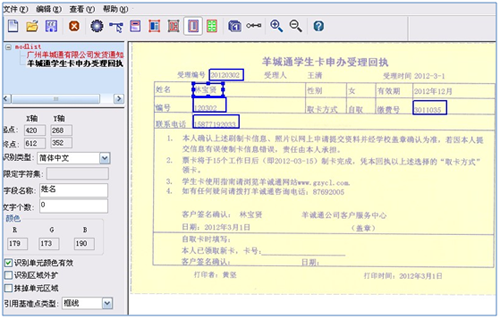 文件(F) 编辑(E) 查看(V) 帮助(H)
modlist
广州羊城通有限公司发货通知
羊城通学生卡申办受理回执
X轴 Y轴
起点: 420 268
终点: 612 352
识别类型: 简体中文
限定字符集:
字段名称: 姓名
文字个数: 0
颜色
R G B
179 173 190
识别单元颜色有效
识别区域外扩
抹掉单元区域
引用基准点类型: 框线
羊城通学生卡申办受理回执
受理编号 20120302 受理人 王清 受理时间 2012-3-1
姓名 林宝贤 性别 女 有效期 2012年12月
编号 120302 取卡方式 自取 缴费号 3011035
联系电话 15877192033
1. 本人确认上述刷制卡信息、照片以网上申请提交资料并经学校盖章确认为准，若因本人提
交信息有误使制卡信息错误，责任由本人承担。
2. 票卡将于15个工作日后（即2012-03-15）制卡完成，凭本回执以上述选择的“取卡方式”
领卡。
3. 学生卡使用指南请浏览羊城通网站www.gzycl.com.
4. 如有任何疑问请拨打羊城通咨询电话：87692005
客户签名确认： 林宝贤 羊城通公司客户服务中心
日期：2012年3月1日 （盖章）
自取卡时填写：
本人已领取新卡，卡号：
客户签名确认： 日期：
打印者：黄坚 打印时间：2012年3月1日